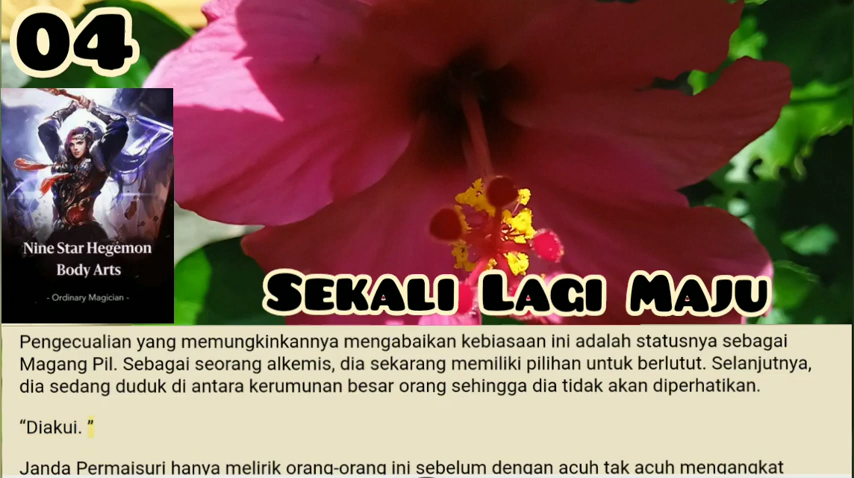 04
Nine Star Hegemon
Body Arts
- Ordinary Magician -
Sekali Lagi Maju
Pengecualian yang memungkinkannya mengabaikan kebiasaan ini adalah statusnya sebagai
Magang Pil. Sebagai seorang alkemis, dia sekarang memiliki pilihan untuk berlutut. Selanjutnya,
dia sedang duduk di antara kerumunan besar orang sehingga dia tidak akan diperhatikan.
“Diakui. ”
Janda Permaisuri hanya melirik orang-orang ini sebelum dengan acuh tak acuh mengangkat